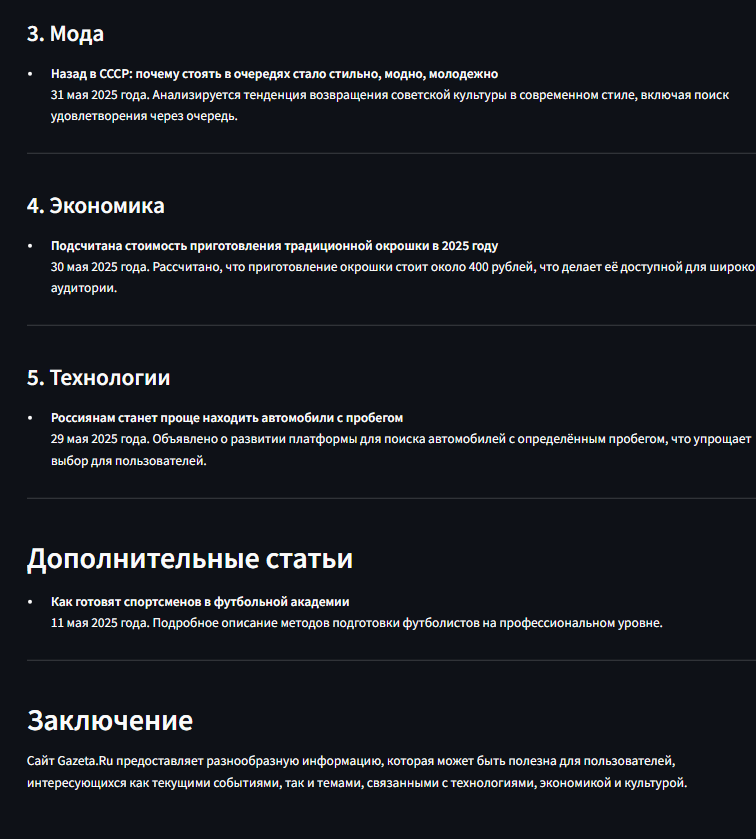 3. Мода
• Назад в СССР: почему стоять в очередях стало стильно, модно, молодежно
31 мая 2025 года. Анализируется тенденция возвращения советской культуры в современном стиле, включая поиск
удовлетворения через очередь.
4. Экономика
• Подсчитана стоимость приготовления традиционной окрошки в 2025 году
30 мая 2025 года. Рассчитано, что приготовление окрошки стоит около 400 рублей, что делает её доступной для широко
аудитории.
5. Технологии
• Россиянам станет проще находить автомобили с пробегом
29 мая 2025 года. Объявлено о развитии платформы для поиска автомобилей с определённым пробегом, что упрощает
выбор для пользователей.
Дополнительные статьи
• Как готовят спортсменов в футбольной академии
11 мая 2025 года. Подробное описание методов подготовки футболистов на профессиональном уровне.
Заключение
Сайт Gazeta.Ru предоставляет разнообразную информацию, которая может быть полезна для пользователей,
интересующихся как текущими событиями, так и темами, связанными с технологиями, экономикой и культурой.